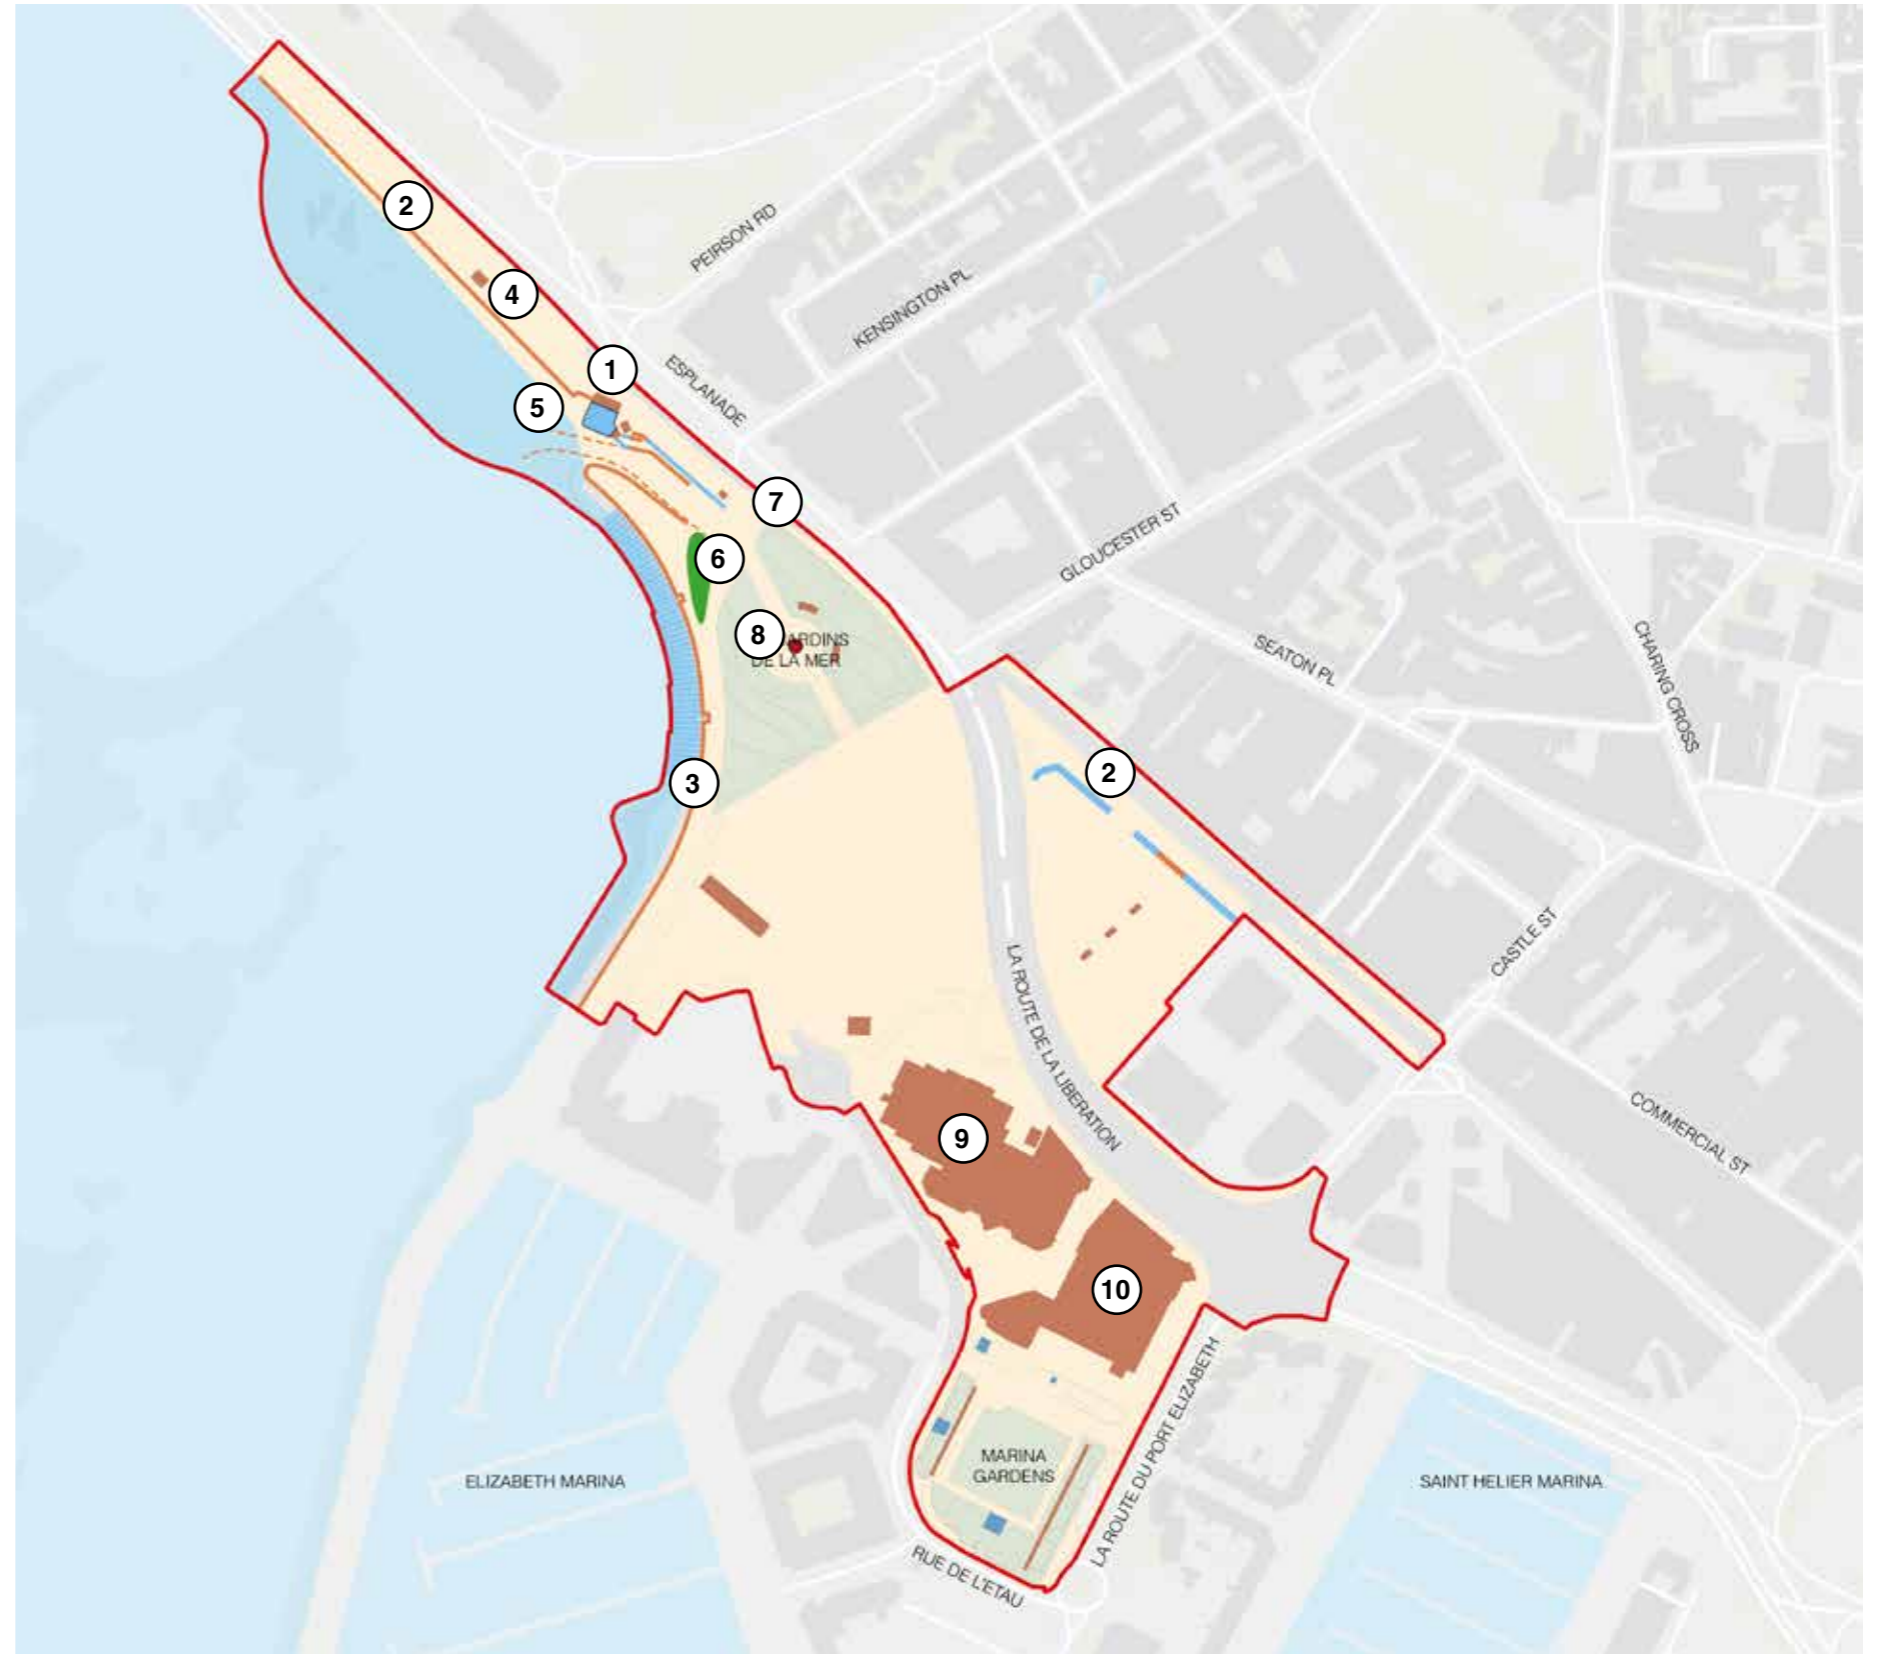 2
PEIRSON RD
4
KENSINGTON PL
1
ESPLANADE
5
7
GLOUCESTER ST
6
8
ARDINS
DE LA MER
SEATON PL
CHARING CROSS
3
2
CASTLE ST
LA ROUTE DE LA LIBERATION
9
COMMERCIAL ST
10
LA ROUTE DU PORT ELIZABETH
MARINA
GARDENS
ELIZABETH MARINA
SAINT HELIER MARINA
RUE DE L'ETAU